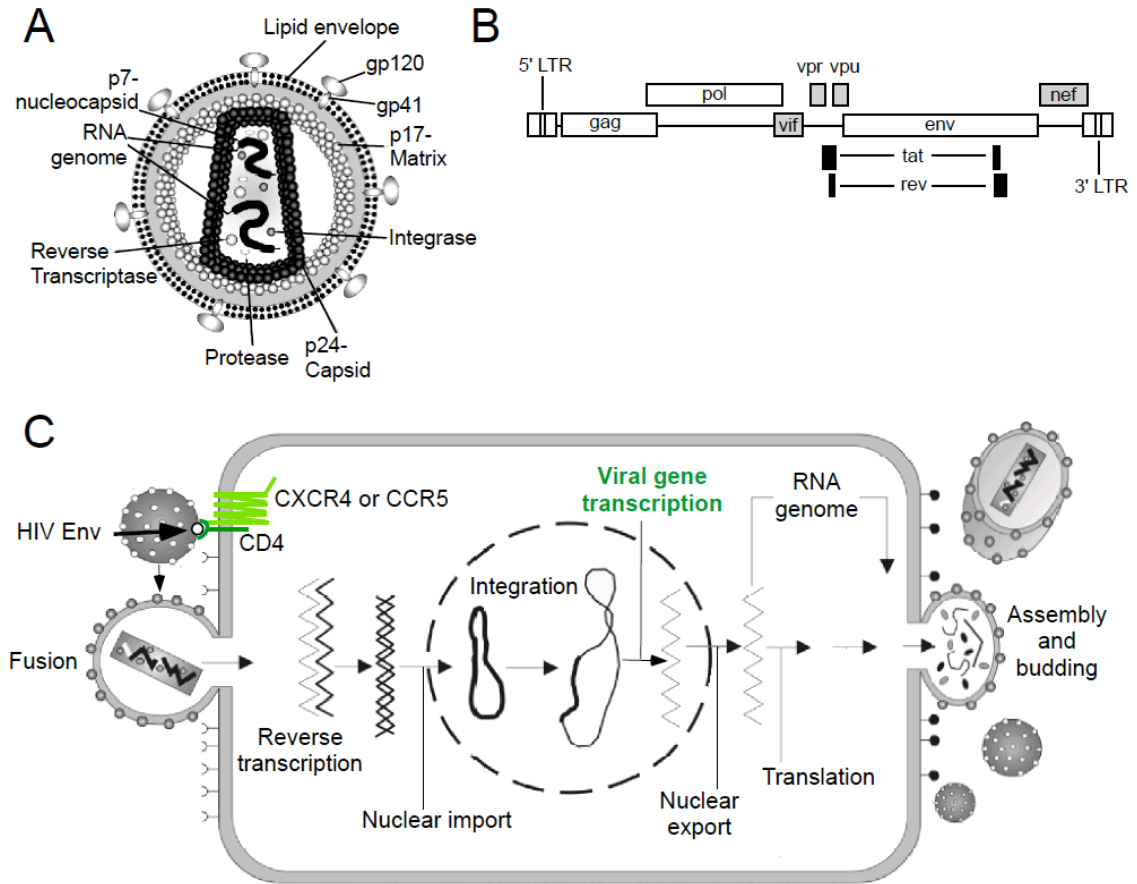 A
Lipid envelope
gp120
p7-
nucleocapsid
gp41
RNA
genome
p17-
Matrix
Reverse
Transcriptase
Integrase
Protease
p24-
Capsid
B
5' LTR
vpr vpu
pol
nef
gag
vif
env
tat
rev
3' LTR
C
Viral gene
transcription
RNA
genome
CXCR4 or CCR5
HIV Env
CD4
Integration
Assembly
and
budding
Fusion
Reverse
transcription
Translation
Nuclear import
Nuclear
export